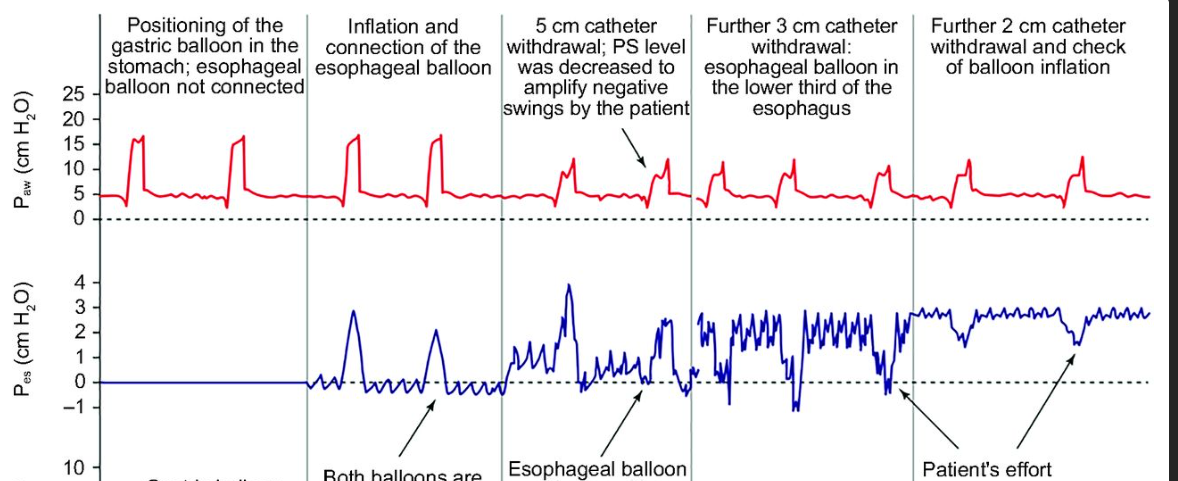 Positioning of the
gastric balloon in the
stomach; esophageal
balloon not connected
Inflation and
connection of the
esophageal balloon
5 cm catheter
withdrawal; PS level
was decreased to
amplify negative
swings by the patient
Further 3 cm catheter
withdrawal:
esophageal balloon in
the lower third of the
esophagus
Further 2 cm catheter
withdrawal and check
of balloon inflation
Paw (cm H2O)
25
20
15
10
5
0
Pes (cm H2O)
4
3
2
1
0
–1
10
Both balloons are
Esophageal balloon
Patient's effort